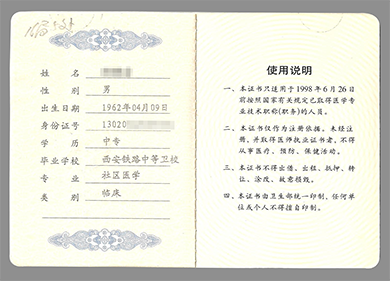 姓 名
性 别 男
出生日期 1962年04月09日
身份证号 13020
学 历 中专
毕业学校 西安铁路中等卫校
专 业 社区医学
类 别 临床
使用说明
一、本证书只适用于1998年6月26日
前按照国家有关规定已取得医学专
业技术职称(职务)的人员。
二、本证书仅作为注册依据。未经注
册,并取得医师执业证书者,不得
从事医疗、预防、保健活动。
三、本证书不得出借、出租、抵押、转
让、涂改、故意损毁。
四、本证书由卫生部统一印制,任何单
位或个人不得擅自印制。